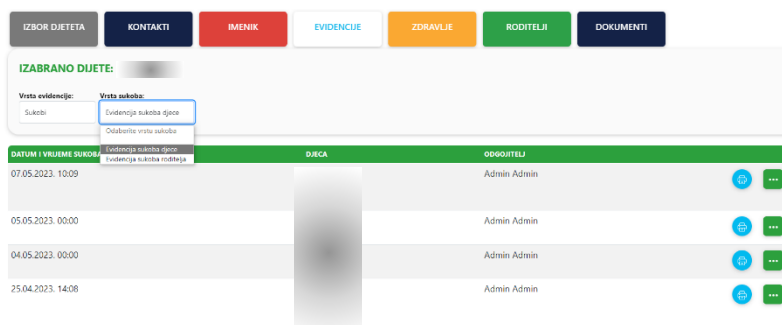 IZBOR DJETETA KONTAKTI IMENIK EVIDENCIJE ZDRAVLJE RODITELJI DOKUMENTI
IZABRANO DIJETE:
Vrsta evidencije: Vrsta sukoba:
Sukobi Evidencija sukoba djece
Odaberite vrstu sukoba
Evidencija sukoba djece
Evidencija sukoba roditelja
DATUM I VRIJEME SUKOBA DJECA ODGOJITELJ
07.05.2023. 10:09 Admin Admin
05.05.2023. 00:00 Admin Admin
04.05.2023. 00:00 Admin Admin
25.04.2023. 14:08 Admin Admin